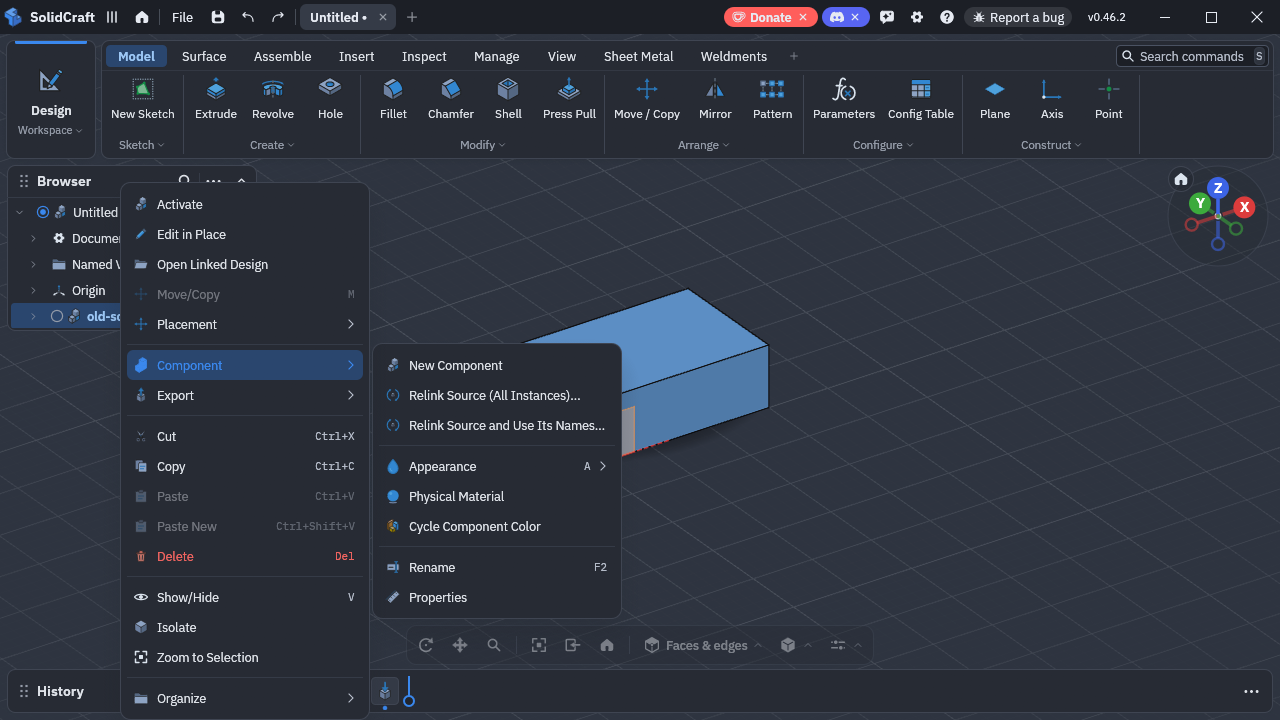 SolidCraft
File
Untitled •
Donate
Report a bug
v0.46.2
Design
Workspace
Model
Surface
Assemble
Insert
Inspect
Manage
View
Sheet Metal
Weldments
Search commands
S
New Sketch
Extrude
Revolve
Hole
Fillet
Chamfer
Shell
Press Pull
Move / Copy
Mirror
Pattern
Parameters
Config Table
Plane
Axis
Point
Sketch
Create
Modify
Arrange
Configure
Construct
Browser
Untitled
Origin
Activate
Edit in Place
Open Linked Design
Move/Copy M
Placement
Component
Export
Cut Ctrl+X
Copy Ctrl+C
Paste Ctrl+V
Paste New Ctrl+Shift+V
Delete Del
Show/Hide V
Isolate
Zoom to Selection
Organize
New Component
Relink Source (All Instances)...
Relink Source and Use Its Names...
Appearance A
Physical Material
Cycle Component Color
Rename F2
Properties
Z
Y
X
Faces & edges
History